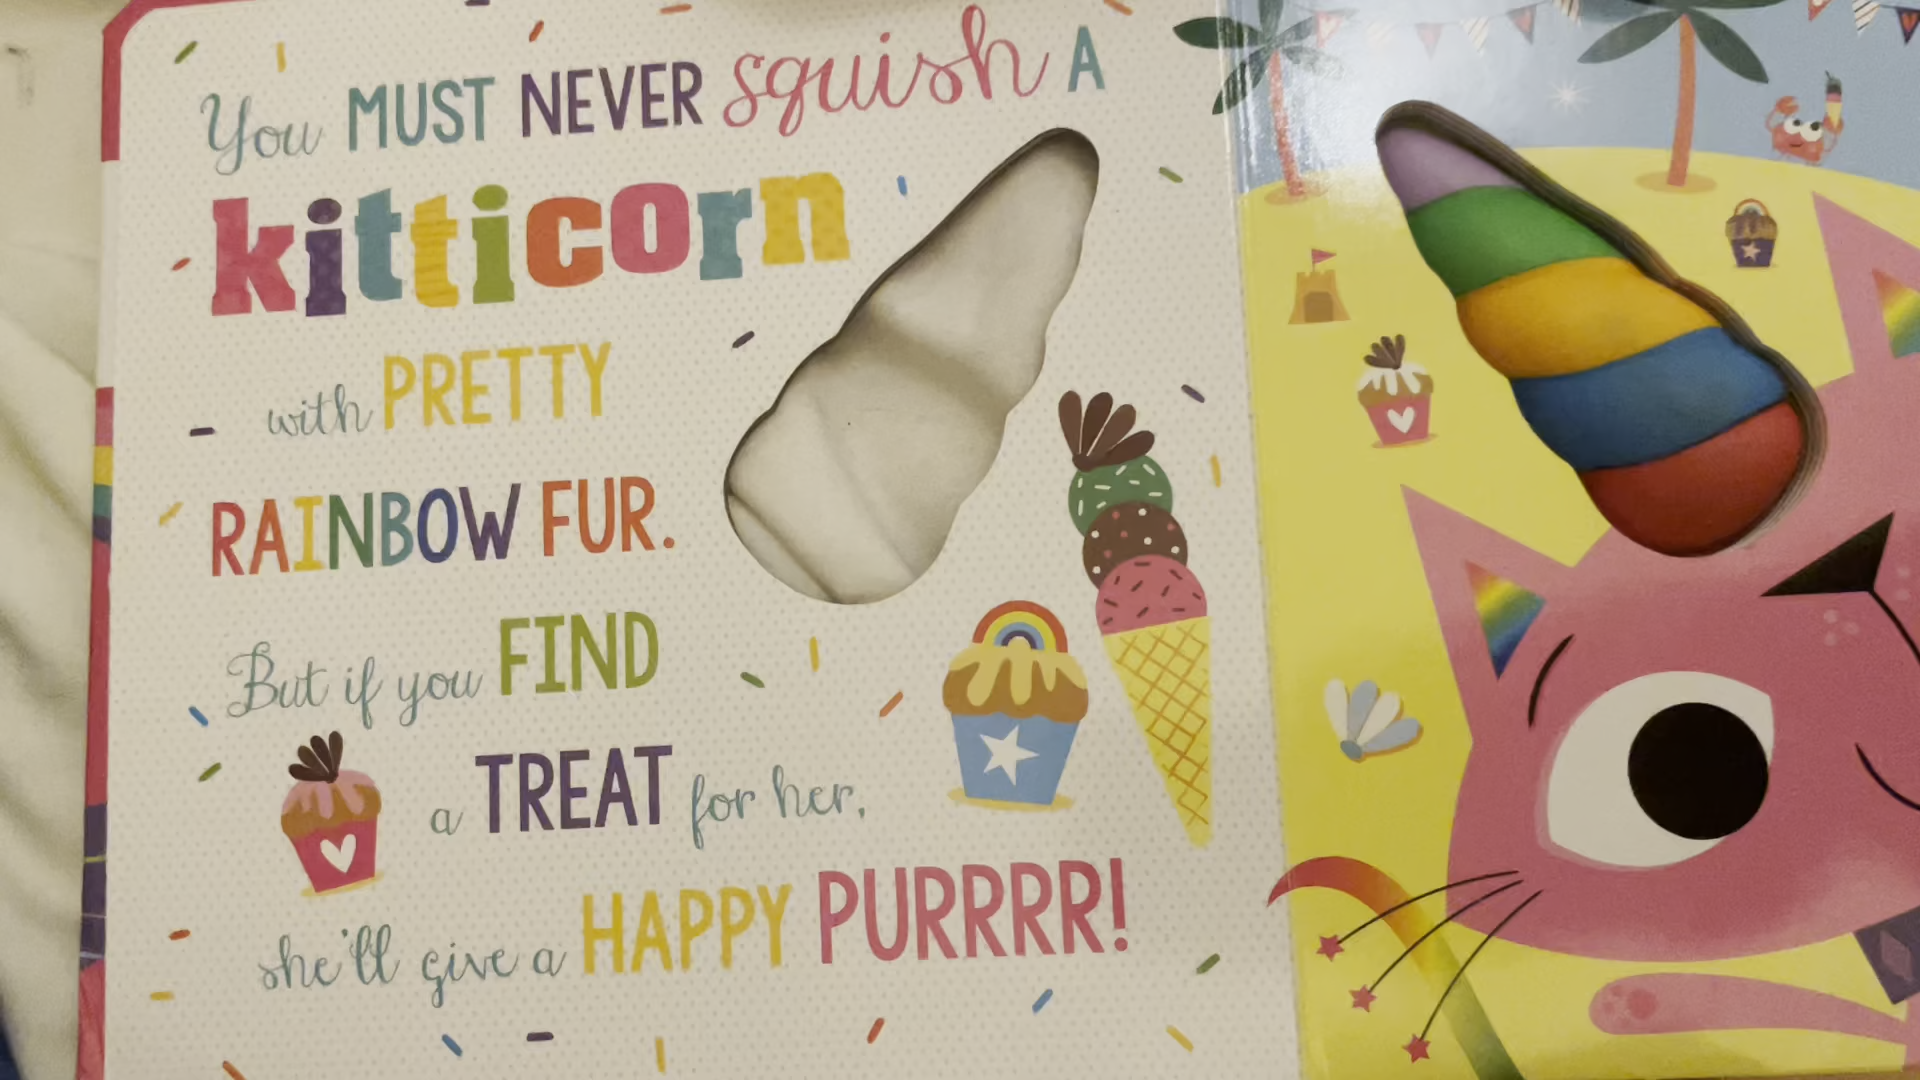 You MUST NEVER squish A
kitticorn
with PRETTY
RAINBOW FUR.
But if you FIND
a TREAT for her,
she'll give a HAPPY PURRRR!